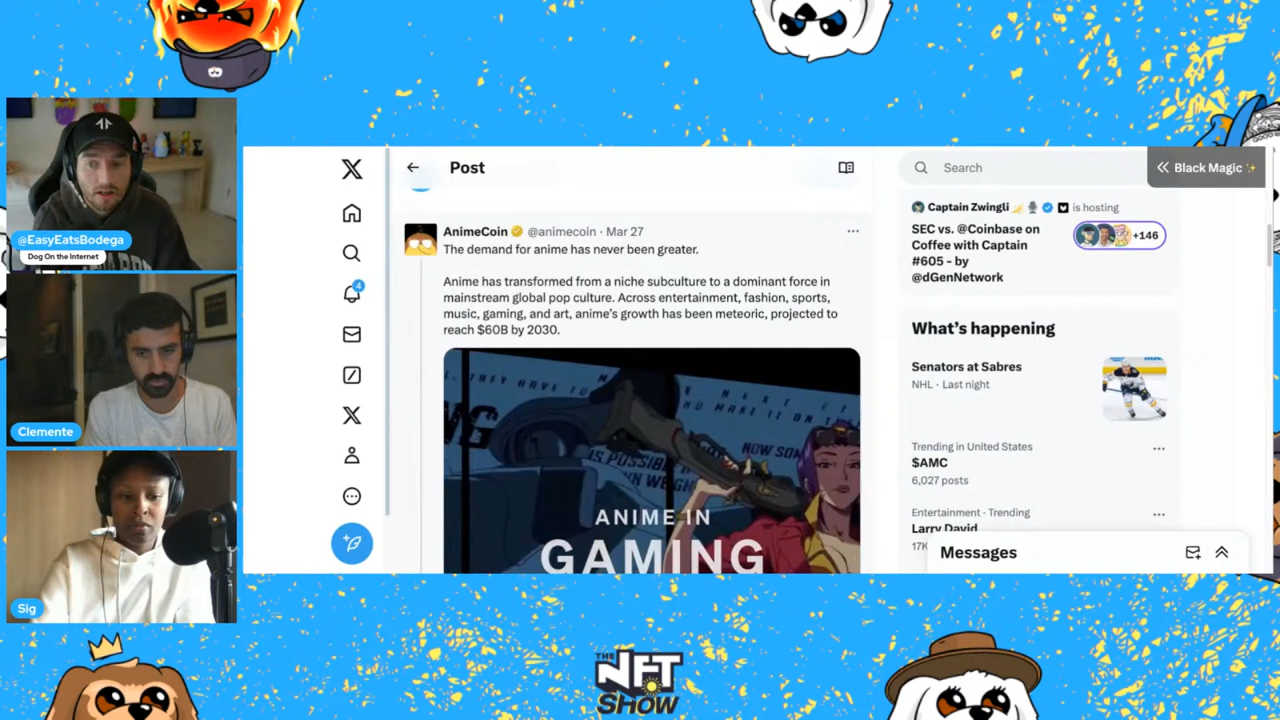 @EasyEatsBodega
Dog On the Internet
Clemente
Sig
Post
AnimeCoin @animecoin · Mar 27
The demand for anime has never been greater.
Anime has transformed from a niche subculture to a dominant force in
mainstream global pop culture. Across entertainment, fashion, sports,
music, gaming, and art, anime's growth has been meteoric, projected to
reach $60B by 2030.
NOW SOM
ANIME IN
GAMING
4
Search
Black Magic
Captain Zwingli is hosting
SEC vs. @Coinbase on
Coffee with Captain
#605 - by
@dGenNetwork
+146
What's happening
Senators at Sabres
NHL · Last night
Trending in United States
$AMC
6,027 posts
Entertainment · Trending
Larry David
17K
Messages
THE
NFT
SHOW